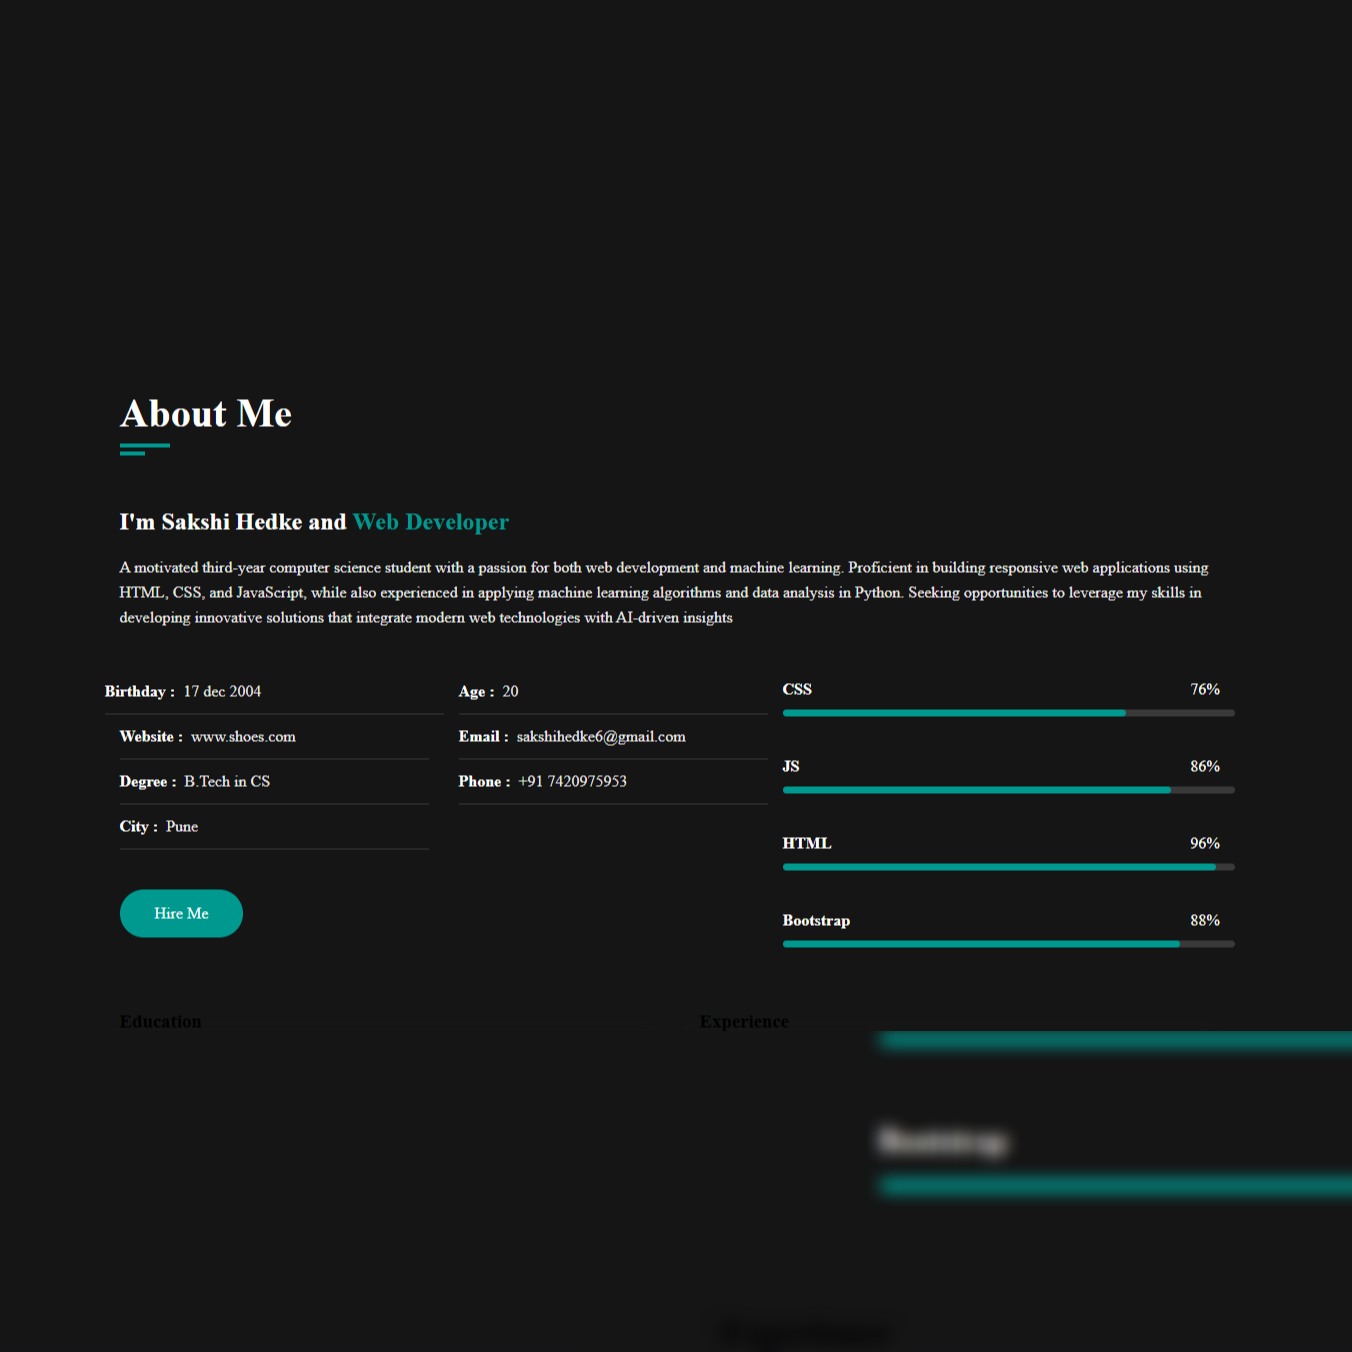 About Me
I'm Sakshi Hedke and Web Developer
A motivated third-year computer science student with a passion for both web development and machine learning. Proficient in building responsive web applications using
HTML, CSS, and JavaScript, while also experienced in applying machine learning algorithms and data analysis in Python. Seeking opportunities to leverage my skills in
developing innovative solutions that integrate modern web technologies with AI-driven insights
Birthday : 17 dec 2004
Age : 20
Website : www.shoes.com
Email : sakshihedke6@gmail.com
Degree : B.Tech in CS
Phone : +91 7420975953
City : Pune
Hire Me
CSS 76%
JS 86%
HTML 96%
Bootstrap 88%
Education
Experience
Bootstrap